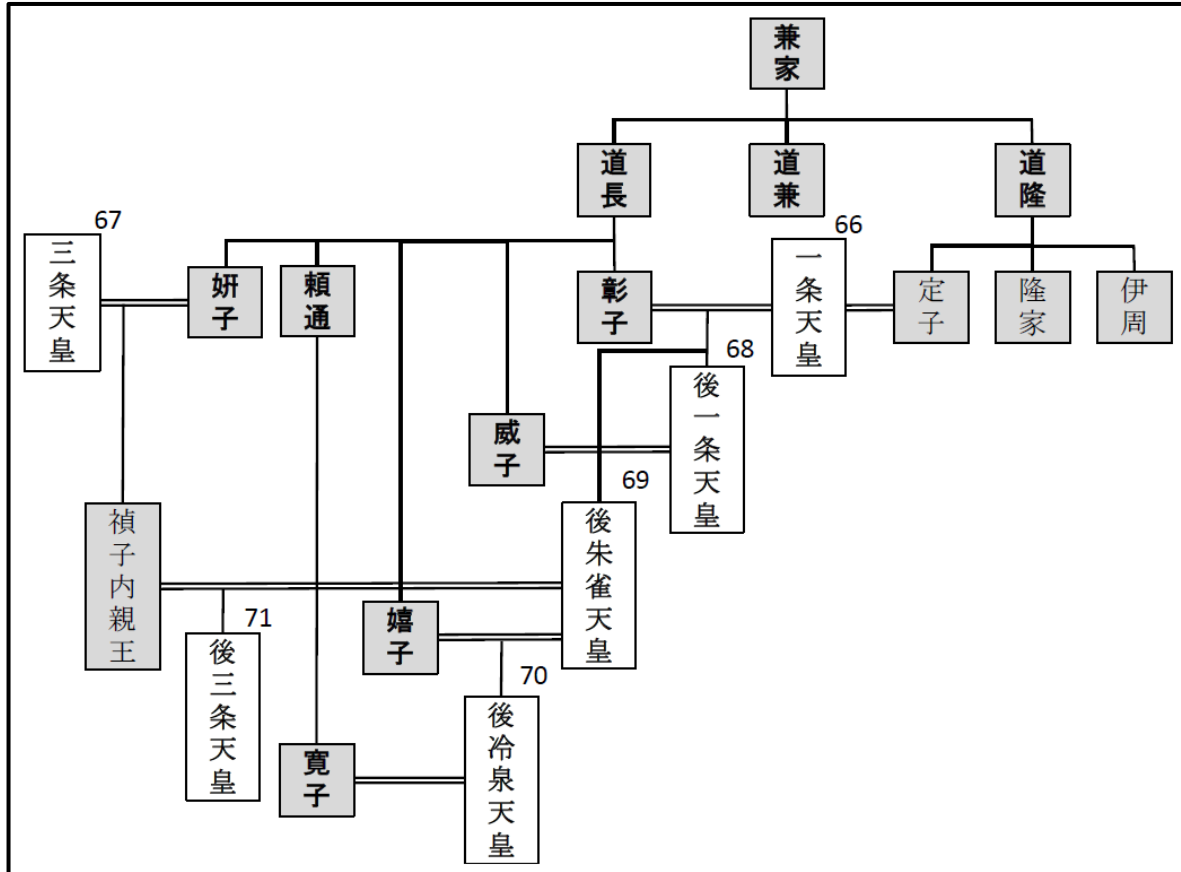 兼家
道長
道兼
道隆
67
66
三条天皇
妍子
頼通
彰子
一条天皇
定子
隆家
伊周
68
後一条天皇
威子
69
禎子内親王
後朱雀天皇
71
嬉子
後三条天皇
70
後冷泉天皇
寛子